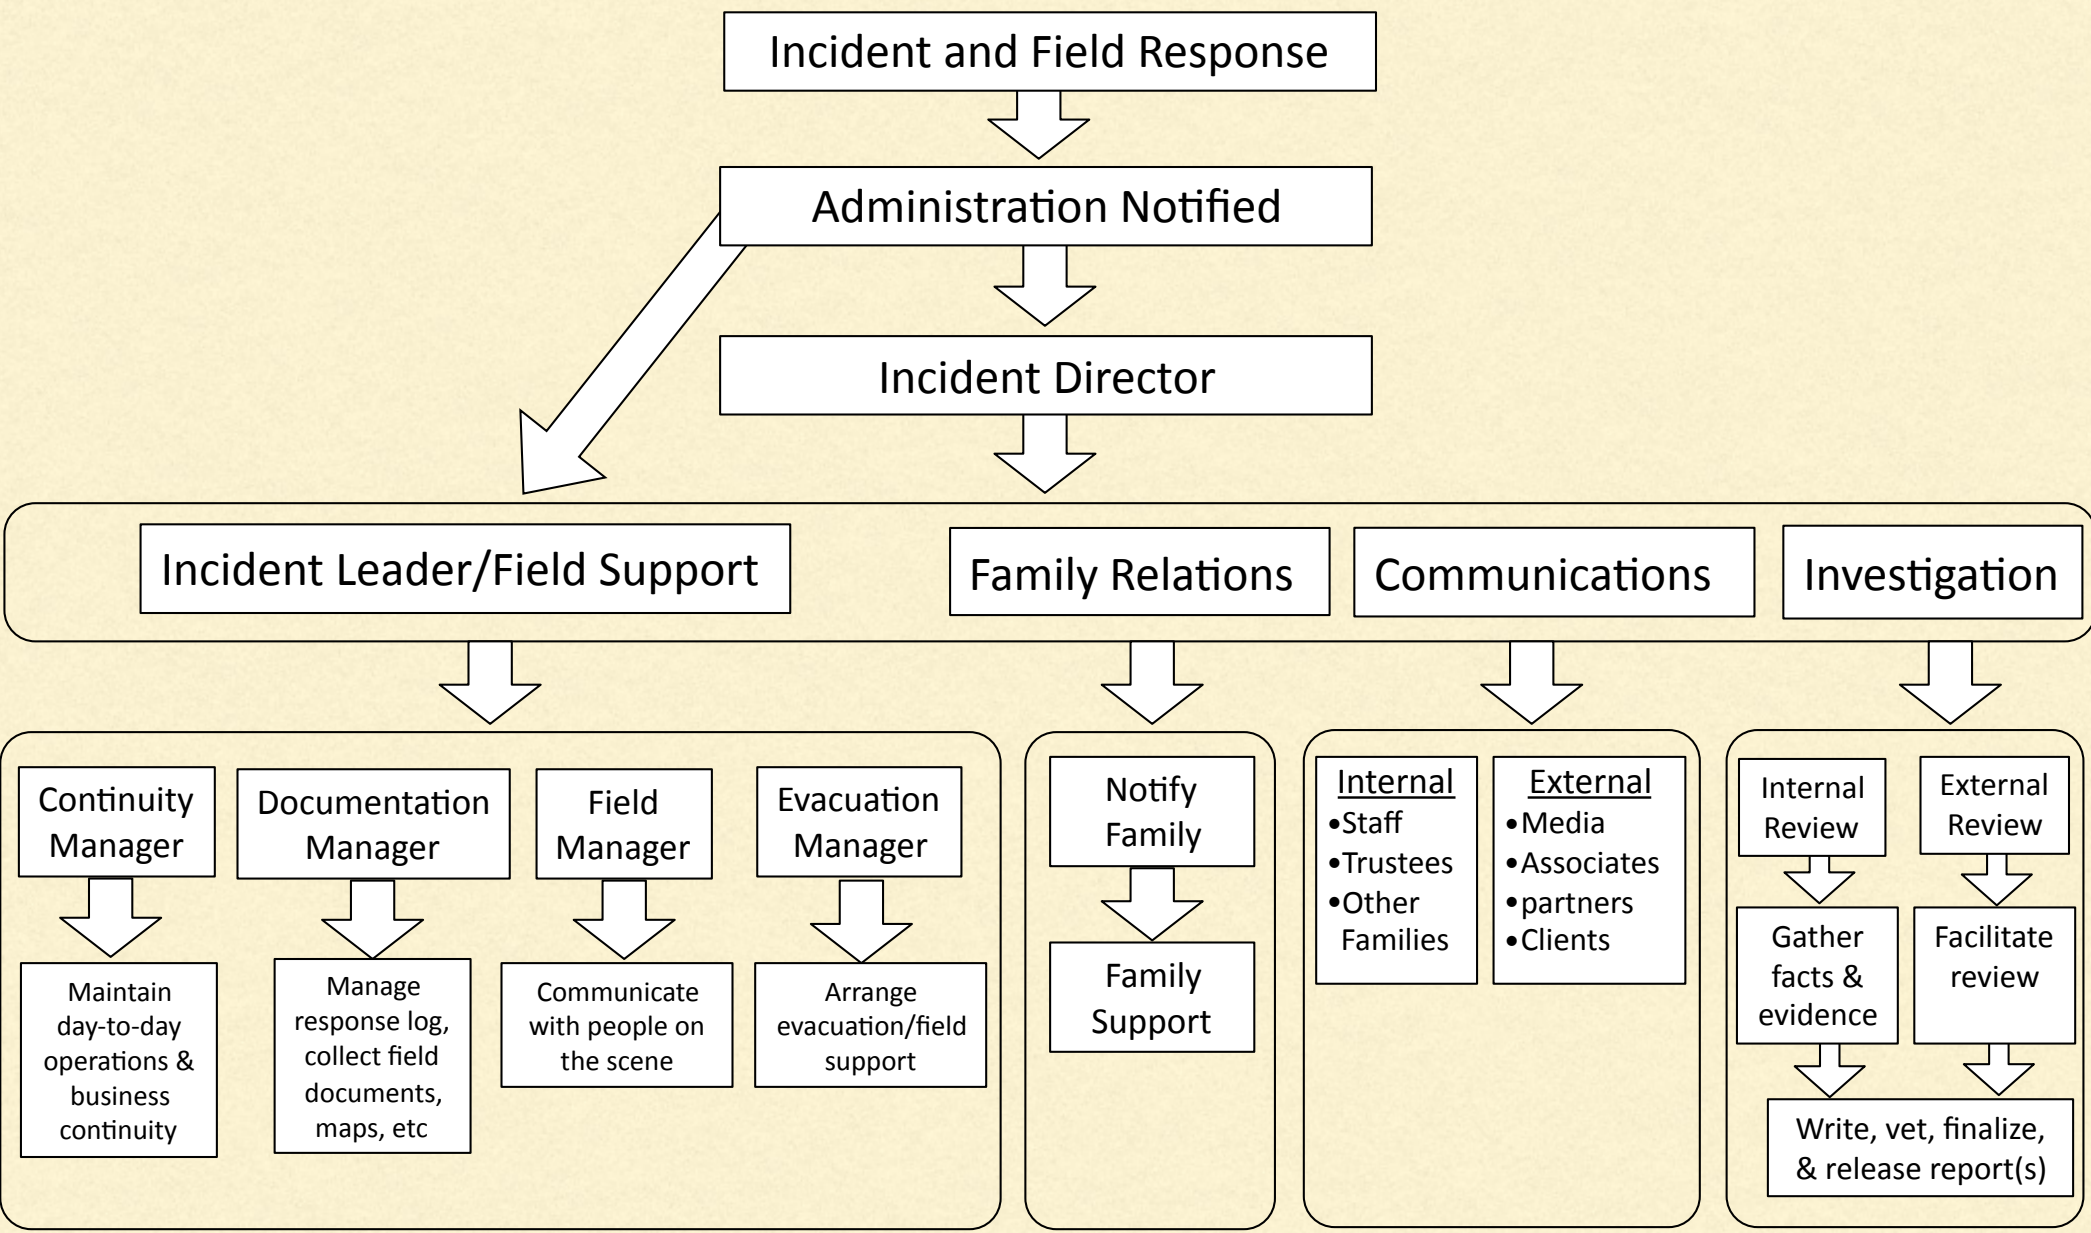 Incident and Field Response
Administration Notified
Incident Director
Incident Leader/Field Support
Family Relations
Communications
Investigation
Continuity
Manager
Maintain
day-to-day
operations &
business
continuity
Documentation
Manager
Manage
response log,
collect field
documents,
maps, etc
Field
Manager
Communicate
with people on
the scene
Evacuation
Manager
Arrange
evacuation/field
support
Notify
Family
Family
Support
Internal
•Staff
•Trustees
•Other
Families
External
•Media
•Associates
•partners
•Clients
Internal
Review
Gather
facts &
evidence
External
Review
Facilitate
review
Write, vet, finalize,
& release report(s)